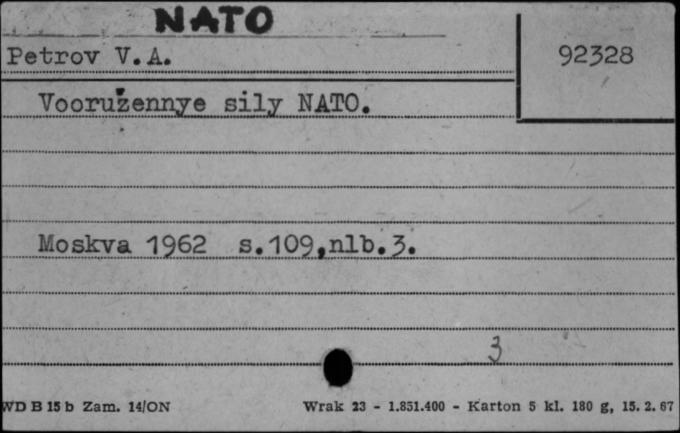 NATO
Petrov V.A.
92328
Vooružennye sily NATO.
Moskva 1962 s.109,nlb.3.
3
WD B 15 b Zam. 14/ON
Wrak 23 - 1.851.400 - Karton 5 kl. 180 g, 15. 2. 67